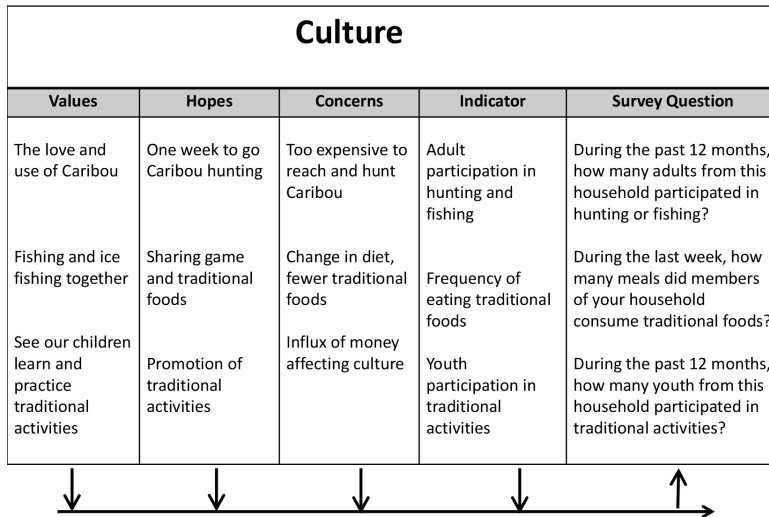 Culture
Values
Hopes
Concerns
Indicator
Survey Question
The love and
use of Caribou
Fishing and ice
fishing together
See our children
learn and
practice
traditional
activities
One week to go
Caribou hunting
Sharing game
and traditional
foods
Promotion of
traditional
activities
Too expensive to
reach and hunt
Caribou
Change in diet,
fewer traditional
foods
Influx of money
affecting culture
Adult
participation in
hunting and
fishing
Frequency of
eating traditional
foods
Youth
participation in
traditional
activities
During the past 12 months,
how many adults from this
household participated in
hunting or fishing?
During the last week, how
many meals did members
of your household
consume traditional foods?
During the past 12 months,
how many youth from this
household participated in
traditional activities?